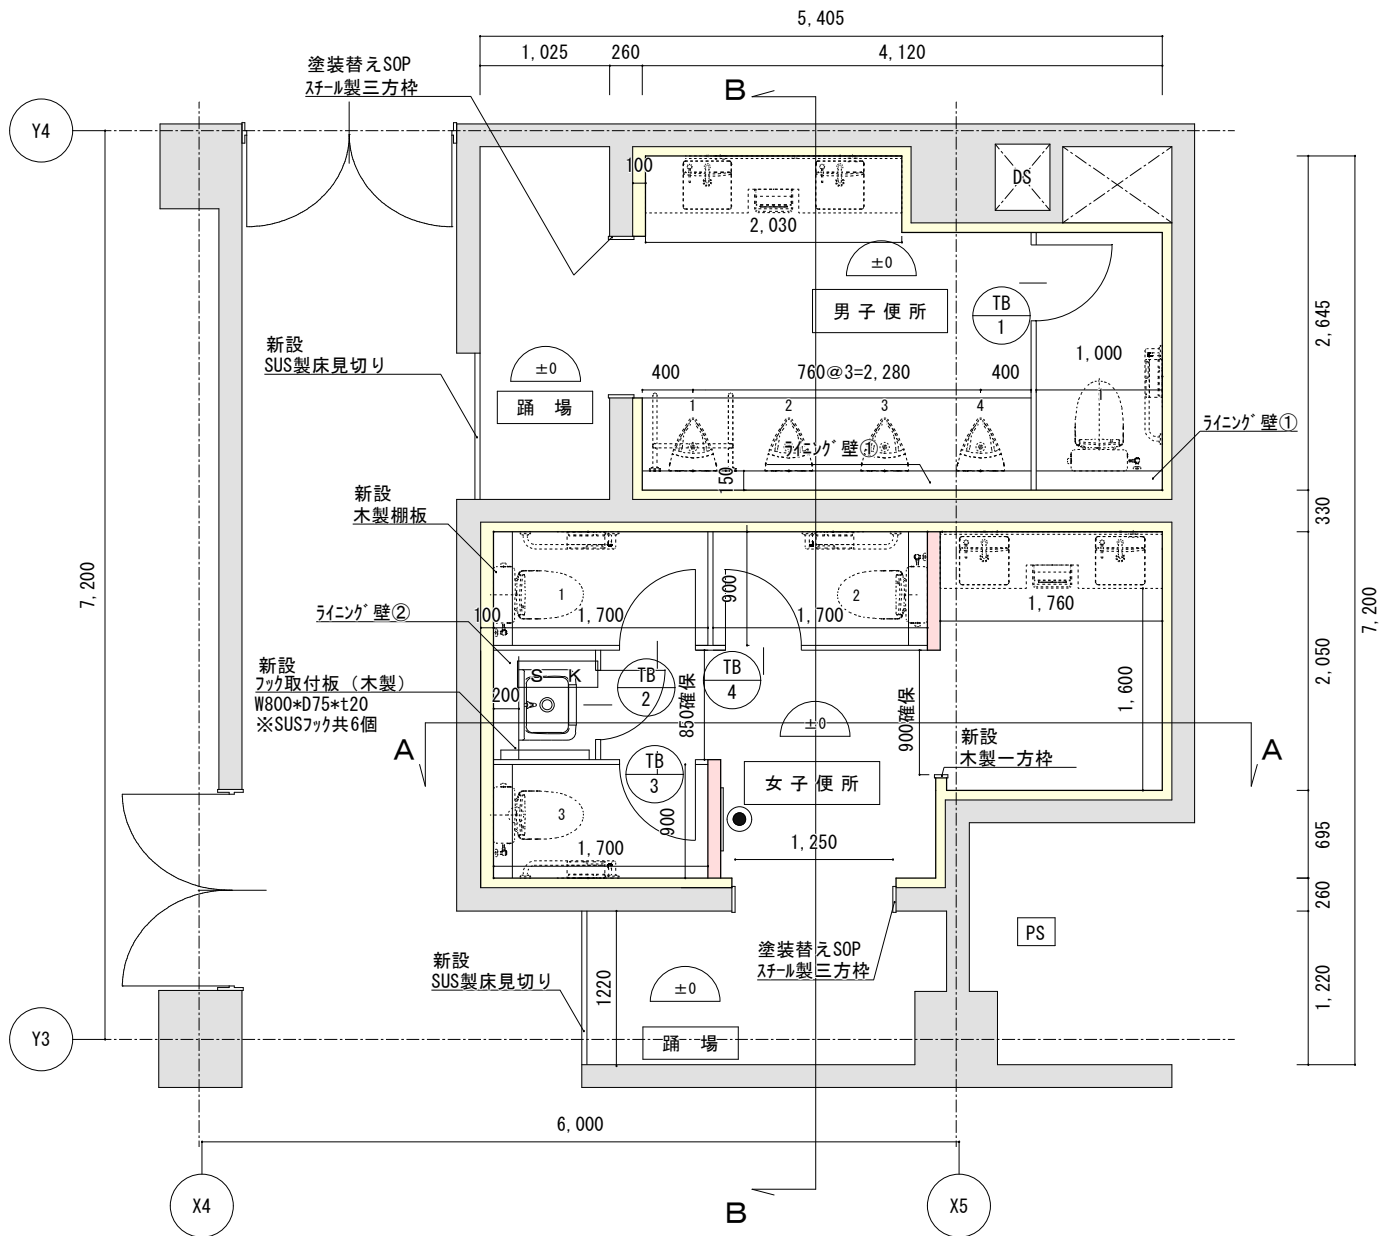 5,405
1,025
260
4,120
塗装替えSOP
ｽﾁｰﾙ製三方枠
B
Y4
100
DS
2,030
±0
男子便所
TB
1
2,645
新設
SUS製床見切り
±0
踊 場
400
760@3=2,280
400
1,000
1
2
3
4
1
ﾗｲﾆﾝｸﾞ壁①
ﾗｲﾆﾝｸﾞ壁①
150
新設
木製棚板
330
7,200
7,200
1
900
2
100
1,700
1,700
1,760
ﾗｲﾆﾝｸﾞ壁②
新設
ﾌｯｸ取付板（木製）
W800*D75*t20
※SUSﾌｯｸ共6個
S K
200
TB
2
850確保
TB
4
±0
900確保
1,600
2,050
A
新設
木製一方枠
A
TB
3
女子便所
3
900
1,700
1,250
695
260
PS
塗装替えSOP
ｽﾁｰﾙ製三方枠
新設
SUS製床見切り
1220
±0
1,220
Y3
踊 場
6,000
X4
X5
B